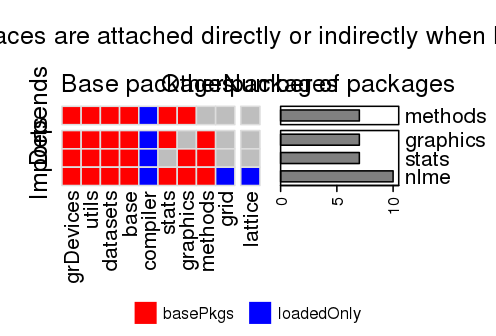 aces are attached directly or indirectly when l
Base packages
Other packages
Number of packages
Depends
Imports
methods
graphics
stats
nlme
grDevices
utils
datasets
base
compiler
stats
graphics
methods
grid
lattice
0
5
10
basePkgs
loadedOnly